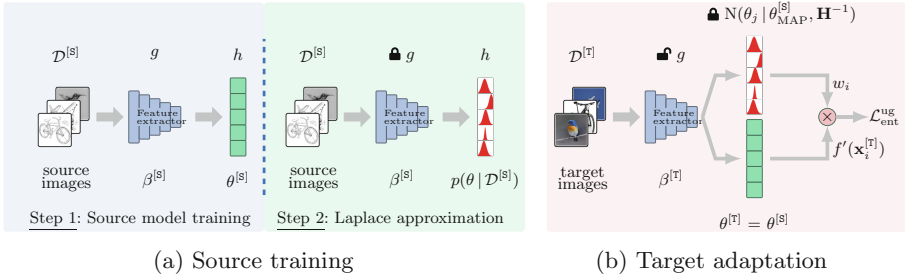 𝒟^[S] g h
Feature extractor
source images β^[S] θ^[S]
Step 1: Source model training
𝒟^[S] g h
Feature extractor
source images β^[S] p(θ | 𝒟^[S])
Step 2: Laplace approximation
(a) Source training
N(θ_j | θ_MAP^[S], H^−1)
𝒟^[T] g
Feature extractor
w_i
× ℒ_ent^ug
f′(x_i^[T])
target images β^[T]
θ^[T] = θ^[S]
(b) Target adaptation